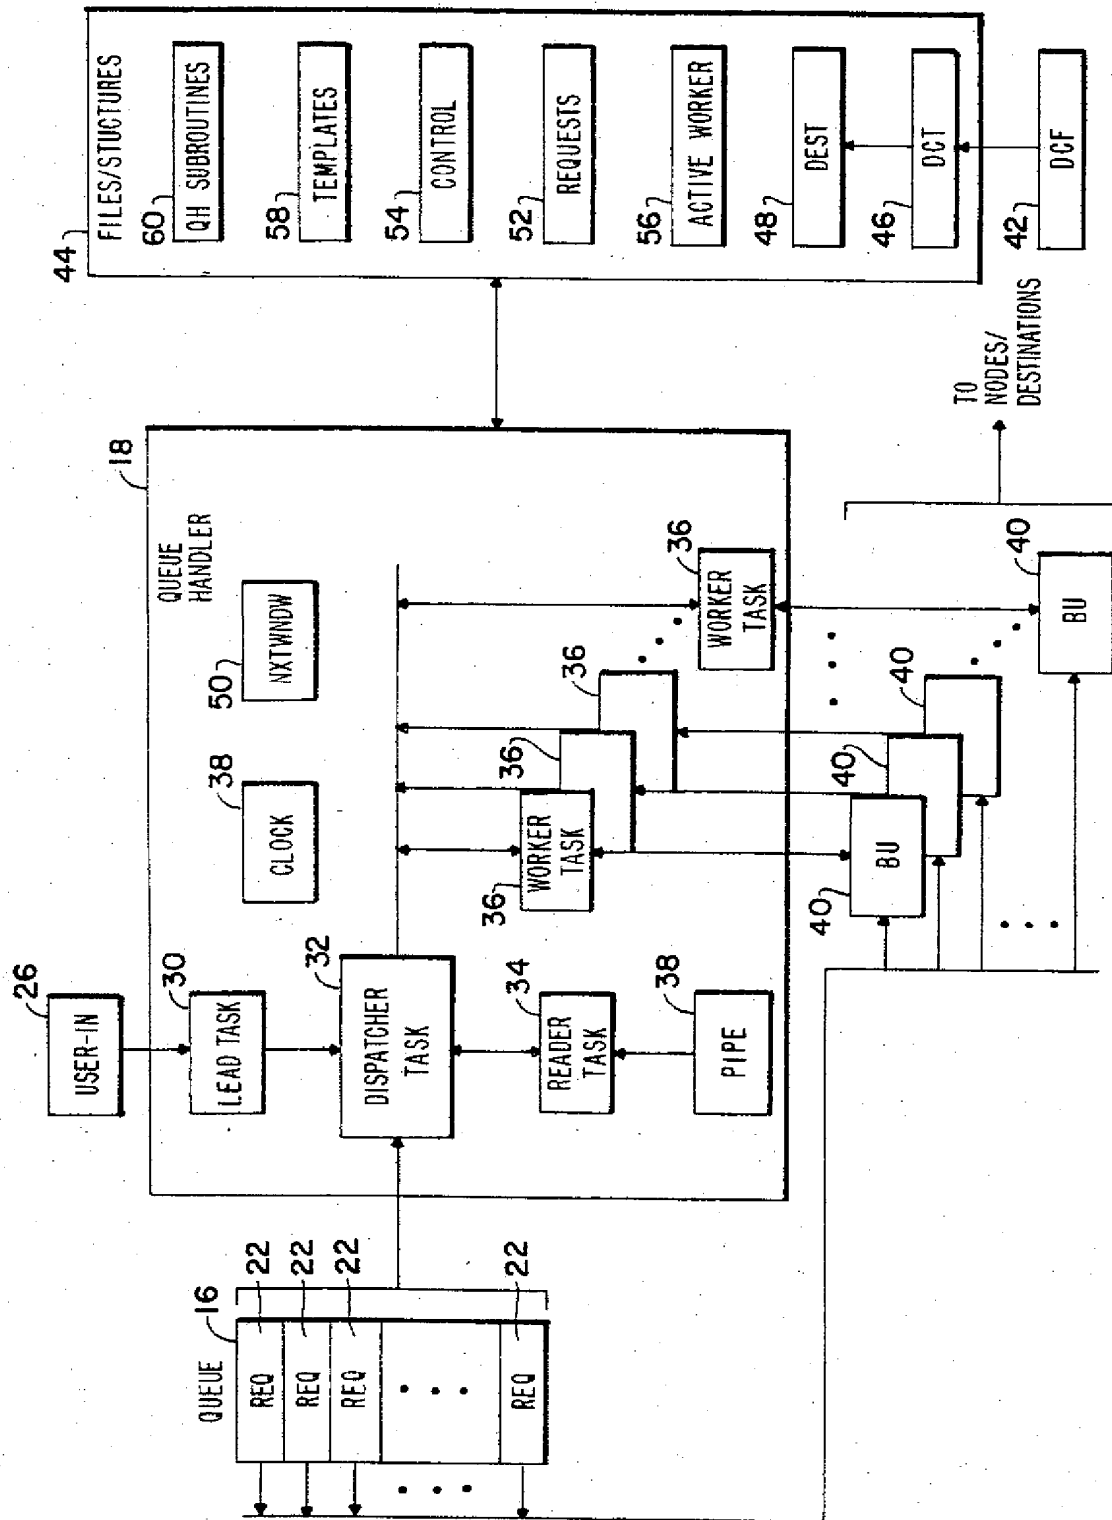 44
FILES/STUCTURES
60
QH SUBROUTINES
58
TEMPLATES
54
CONTROL
52
REQUESTS
56
ACTIVE WORKER
48
DEST
46
DCT
42
DCF
18
QUEUE
HANDLER
26
USER-IN
30
LEAD TASK
38
CLOCK
50
NXTWNDW
32
DISPATCHER
TASK
34
READER
TASK
38
PIPE
36
WORKER
TASK
36
36
36
WORKER
TASK
40
BU
40
40
40
BU
TO
NODES/
DESTINATIONS
QUEUE
16
REQ
22
REQ
22
REQ
22
REQ
22